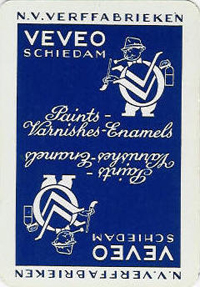 N.V. VERFFABRIEKEN
VEVEO
SCHIEDAM
Paints -
Varnishes - Enamels
Paints -
Varnishes - Enamels
VEVEO
SCHIEDAM
N.V. VERFFABRIEKEN